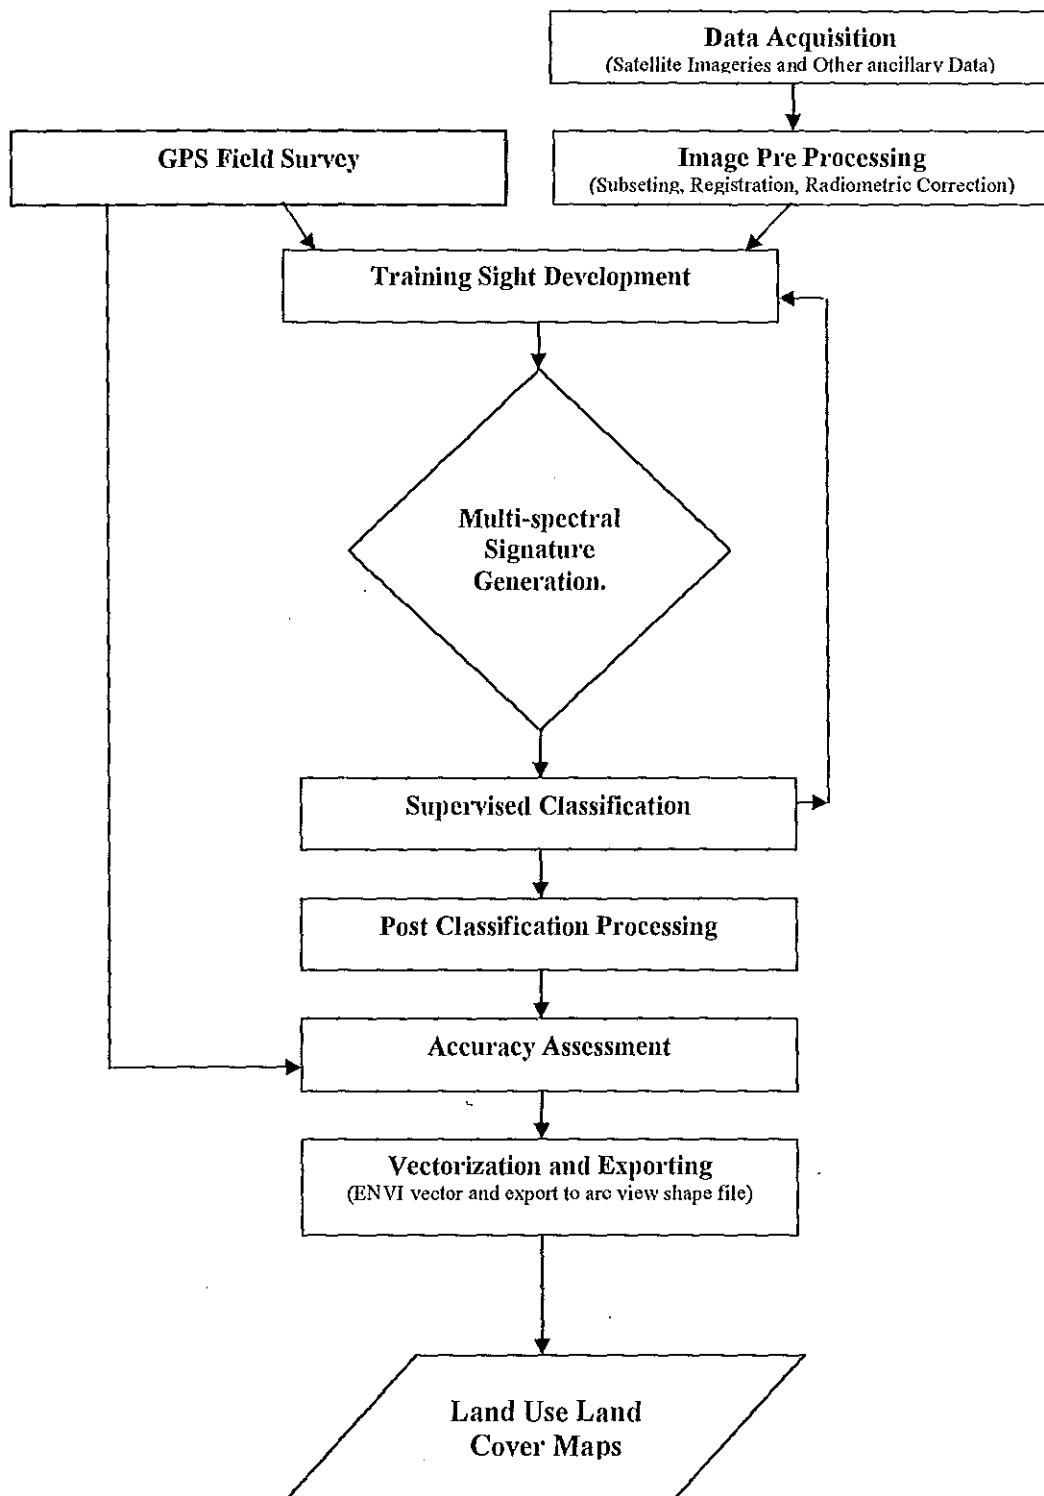 Data Acquisition
(Satellite Imageries and Other ancillary Data)
GPS Field Survey
Image Pre Processing
(Subseting, Registration, Radiometric Correction)
Training Sight Development
Multi-spectral
Signature
Generation.
Supervised Classification
Post Classification Processing
Accuracy Assessment
Vectorization and Exporting
(ENVI vector and export to arc view shape file)
Land Use Land
Cover Maps